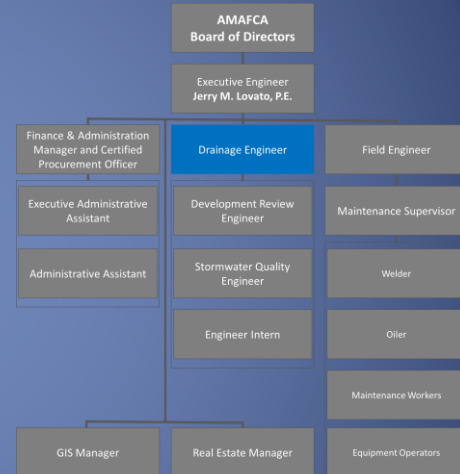 AMAFCA
Board of Directors
Executive Engineer
Jerry M. Lovato, P.E.
Finance & Administration
Manager and Certified
Procurement Officer
Drainage Engineer
Field Engineer
Executive Administrative
Assistant
Development Review
Engineer
Maintenance Supervisor
Administrative Assistant
Stormwater Quality
Engineer
Welder
Engineer Intern
Oiler
Maintenance Workers
GIS Manager
Real Estate Manager
Equipment Operators